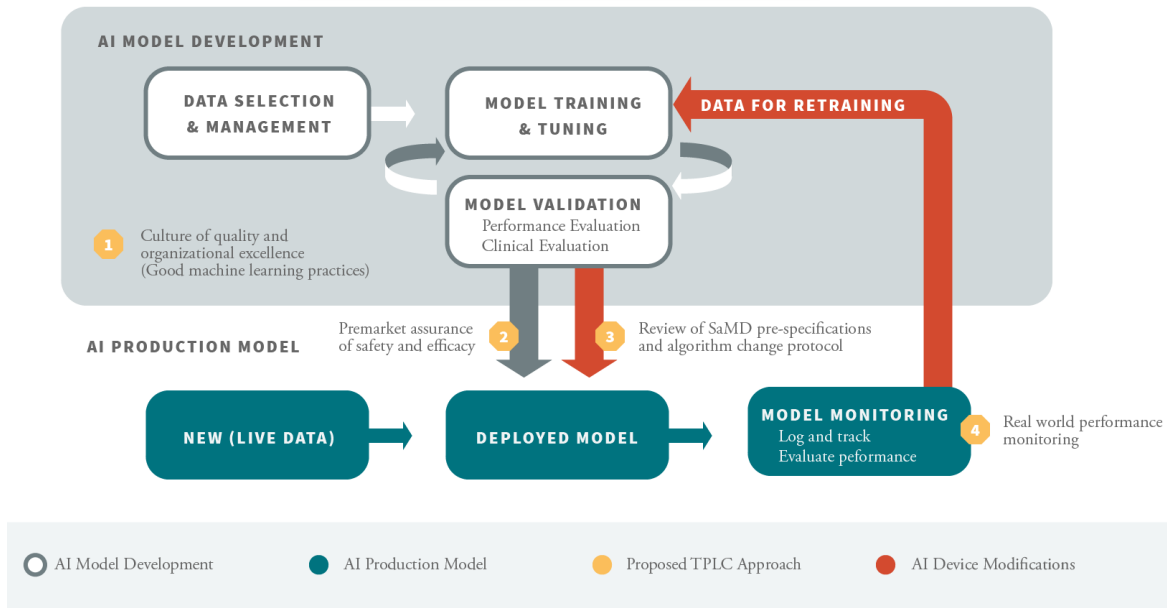 AI MODEL DEVELOPMENT
DATA SELECTION
& MANAGEMENT
MODEL TRAINING
& TUNING
DATA FOR RETRAINING
MODEL VALIDATION
Performance Evaluation
Clinical Evaluation
1
Culture of quality and
organizational excellence
(Good machine learning practices)
AI PRODUCTION MODEL
Premarket assurance
of safety and efficacy
2
3
Review of SaMD pre-specifications
and algorithm change protocol
NEW (LIVE DATA)
DEPLOYED MODEL
MODEL MONITORING
Log and track
Evaluate peformance
4
Real world performance
monitoring
AI Model Development
AI Production Model
Proposed TPLC Approach
AI Device Modifications